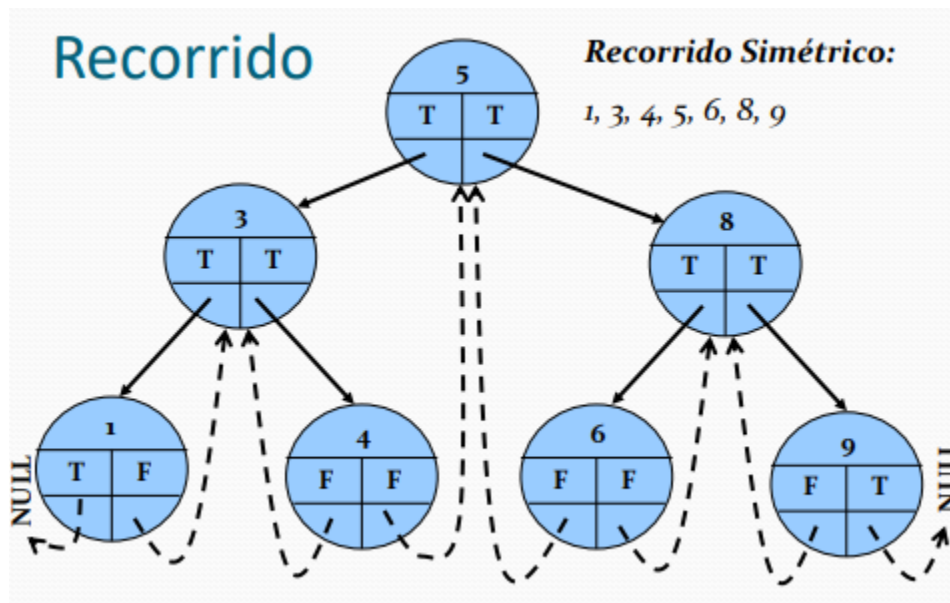 Recorrido
Recorrido Simétrico:
1, 3, 4, 5, 6, 8, 9
5
T T
3
T T
8
T T
1
T F
4
F F
6
F F
9
F T
NULL
NULL